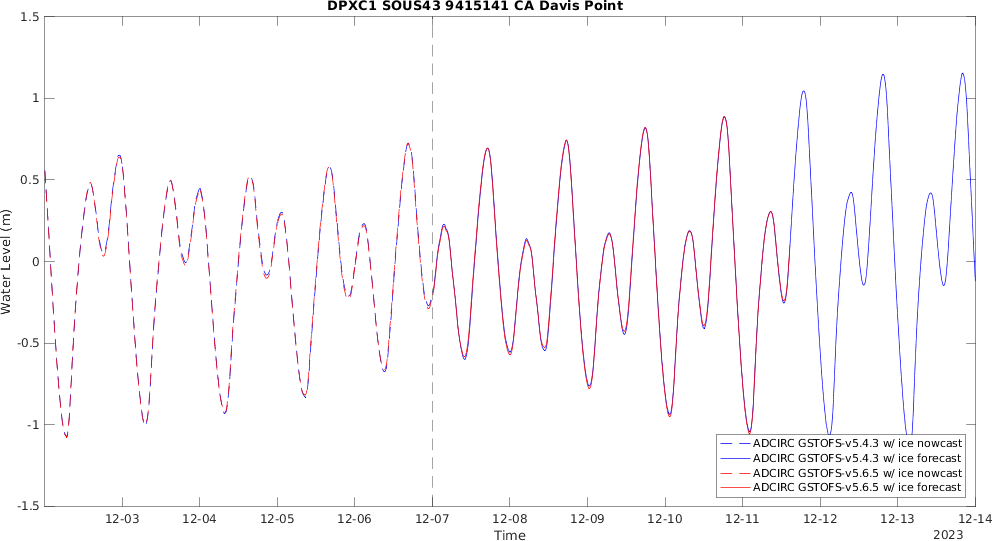 DPXC1 SOUS43 9415141 CA Davis Point
1.5
1
0.5
0
-0.5
-1
-1.5
Water Level (m)
ADCIRC GSTOFS-v5.4.3 w/ ice nowcast
ADCIRC GSTOFS-v5.4.3 w/ ice forecast
ADCIRC GSTOFS-v5.6.5 w/ ice nowcast
ADCIRC GSTOFS-v5.6.5 w/ ice forecast
12-03 12-04 12-05 12-06 12-07 12-08 12-09 12-10 12-11 12-12 12-13 12-14
Time
2023